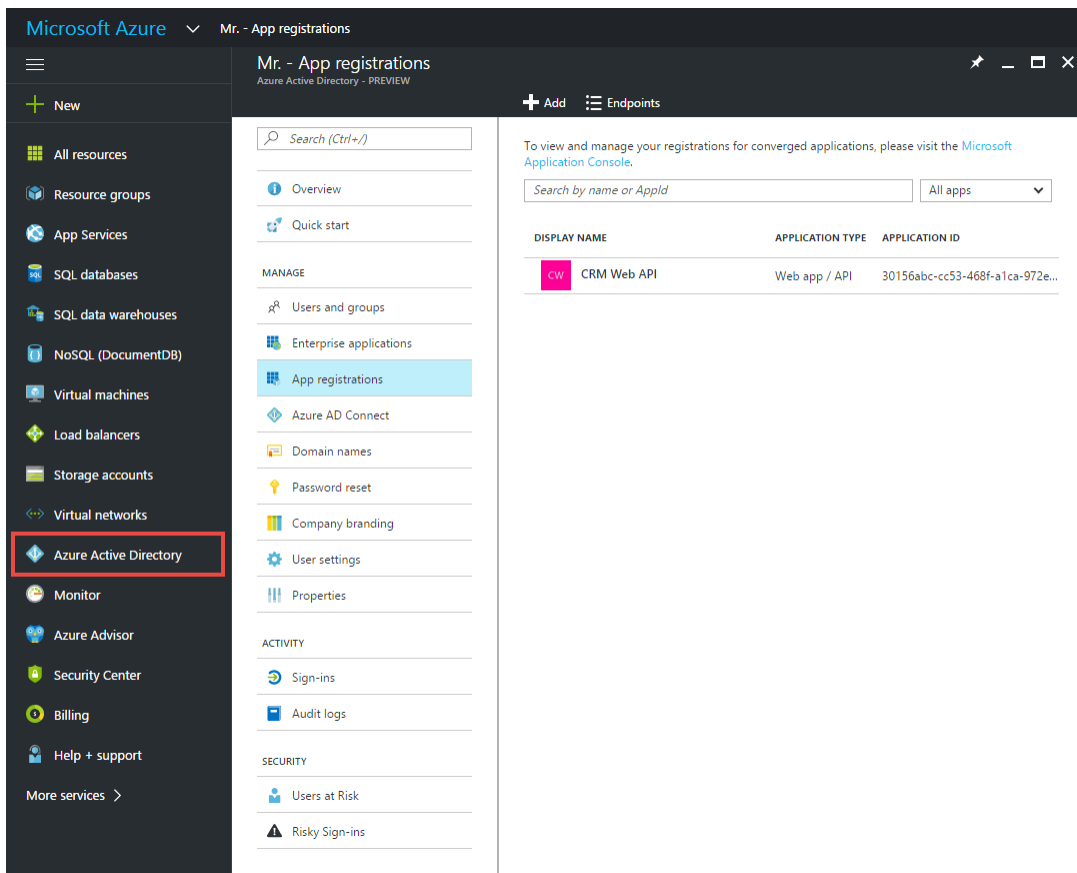 Microsoft Azure Mr. - App registrations
Mr. - App registrations
Azure Active Directory - PREVIEW
New
All resources
Resource groups
App Services
SQL databases
SQL data warehouses
NoSQL (DocumentDB)
Virtual machines
Load balancers
Storage accounts
Virtual networks
Azure Active Directory
Monitor
Azure Advisor
Security Center
Billing
Help + support
More services
Search (Ctrl+/)
Overview
Quick start
MANAGE
Users and groups
Enterprise applications
App registrations
Azure AD Connect
Domain names
Password reset
Company branding
User settings
Properties
ACTIVITY
Sign-ins
Audit logs
SECURITY
Users at Risk
Risky Sign-ins
Add Endpoints
To view and manage your registrations for converged applications, please visit the Microsoft
Application Console.
Search by name or AppId All apps
DISPLAY NAME APPLICATION TYPE APPLICATION ID
CW CRM Web API Web app / API 30156abc-cc53-468f-a1ca-972e...